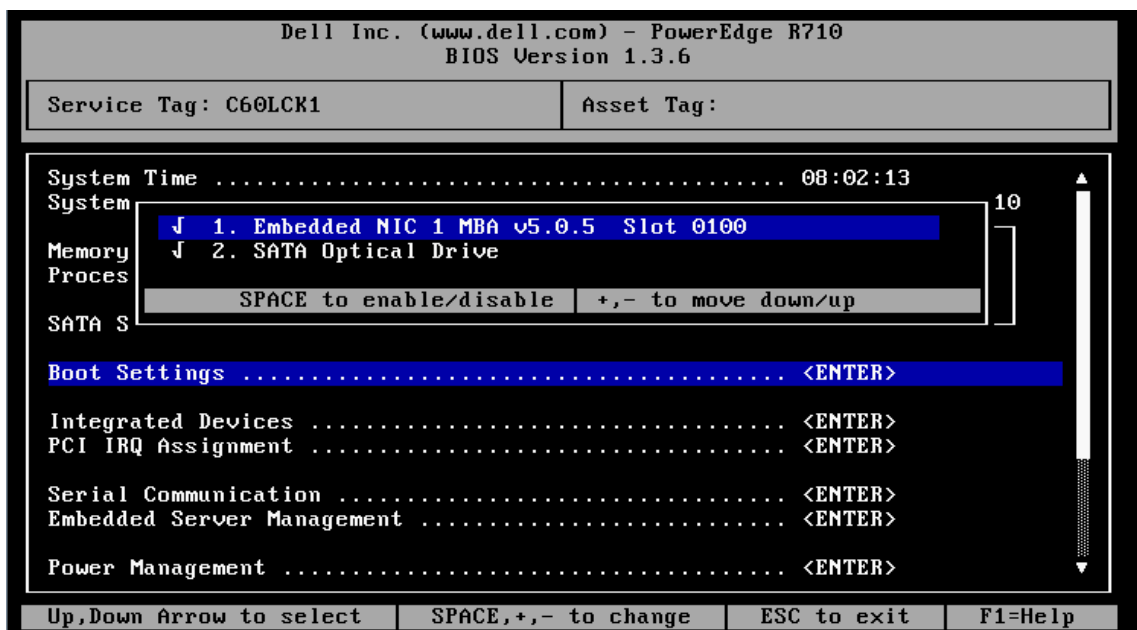 Dell Inc. (www.dell.com) - PowerEdge R710
BIOS Version 1.3.6
Service Tag: C60LCK1 Asset Tag:
System Time ............................................ 08:02:13
System 10
√ 1. Embedded NIC 1 MBA v5.0.5 Slot 0100
Memory √ 2. SATA Optical Drive
Proces
SPACE to enable/disable +,- to move down/up
SATA S
Boot Settings ........................................ <ENTER>
Integrated Devices ................................... <ENTER>
PCI IRQ Assignment ................................... <ENTER>
Serial Communication ................................. <ENTER>
Embedded Server Management ........................... <ENTER>
Power Management ..................................... <ENTER>
Up,Down Arrow to select SPACE,+,- to change ESC to exit F1=Help